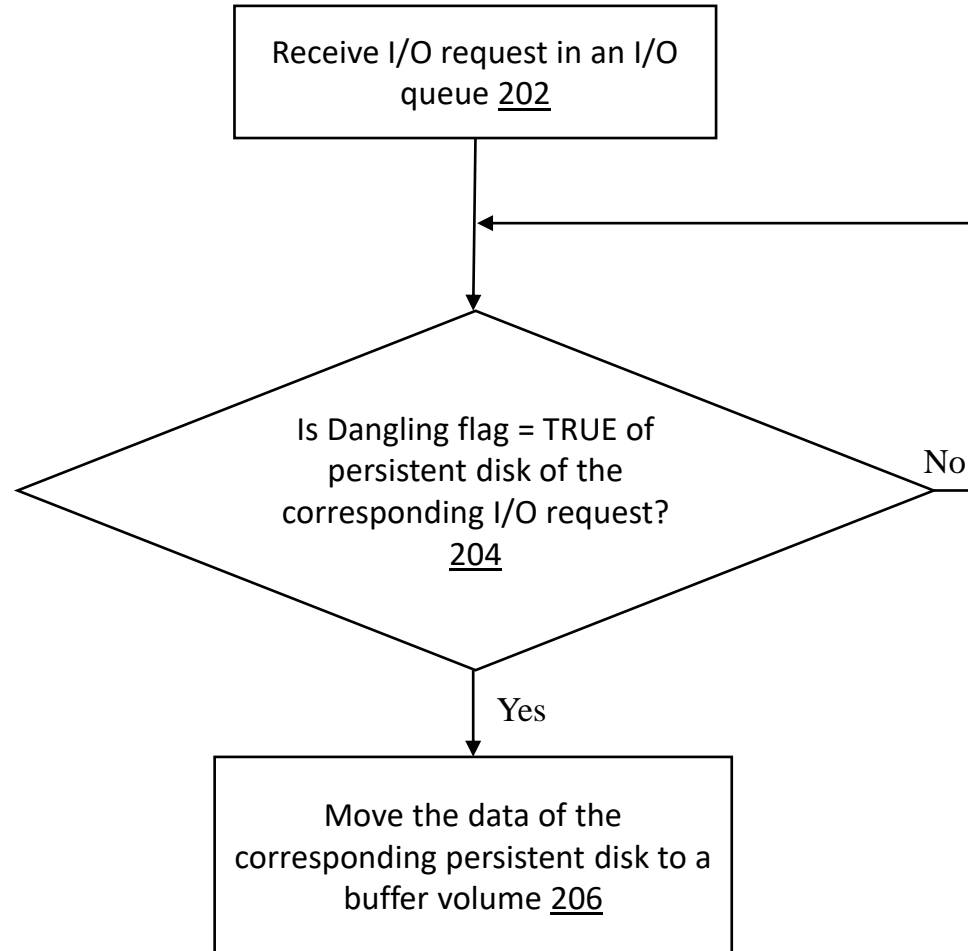 Receive I/O request in an I/O
queue 202
Is Dangling flag = TRUE of
persistent disk of the
corresponding I/O request?
204
No
Yes
Move the data of the
corresponding persistent disk to a
buffer volume 206